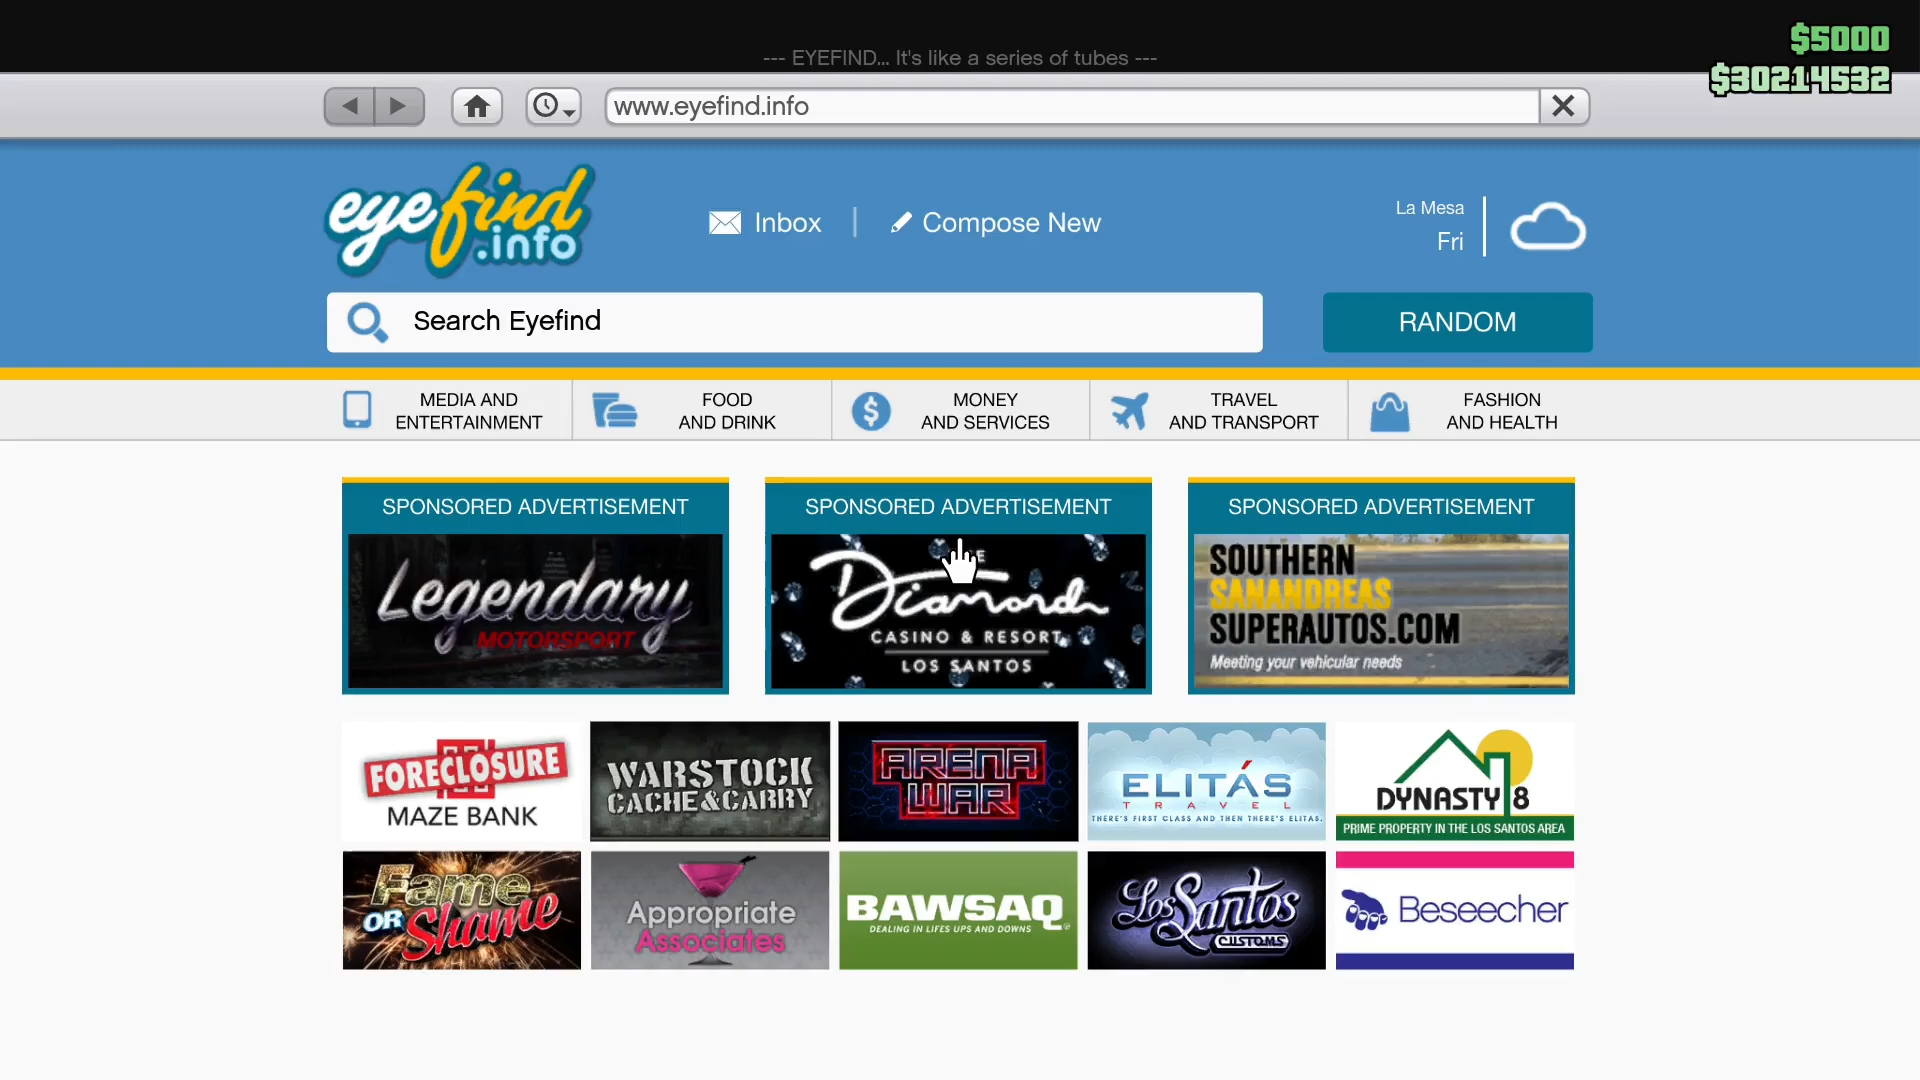 $5000
--- EYEFIND... It's like a series of tubes ---
$30214532
www.eyefind.info
eyefind
.info
Inbox
Compose New
La Mesa
Fri
Search Eyefind
RANDOM
MEDIA AND
ENTERTAINMENT
FOOD
AND DRINK
MONEY
AND SERVICES
TRAVEL
AND TRANSPORT
FASHION
AND HEALTH
SPONSORED ADVERTISEMENT
Legendary
MOTORSPORT
SPONSORED ADVERTISEMENT
Diamond
CASINO & RESORT
LOS SANTOS
SPONSORED ADVERTISEMENT
SOUTHERN
SANANDREAS
SUPERAUTOS.COM
Meeting your vehicular needs
FORECLOSURE
MAZE BANK
WARSTOCK
CACHE&CARRY
ARENA
WAR
ELITÁS
TRAVEL
THERE'S FIRST CLASS AND THEN THERE'S ELITAS.
DYNASTY 8
PRIME PROPERTY IN THE LOS SANTOS AREA
Fame
OR Shame
Appropriate
Associates
BAWSAQ
DEALING IN LIFES UPS AND DOWNS
Los Santos
CUSTOMS
Beseecher